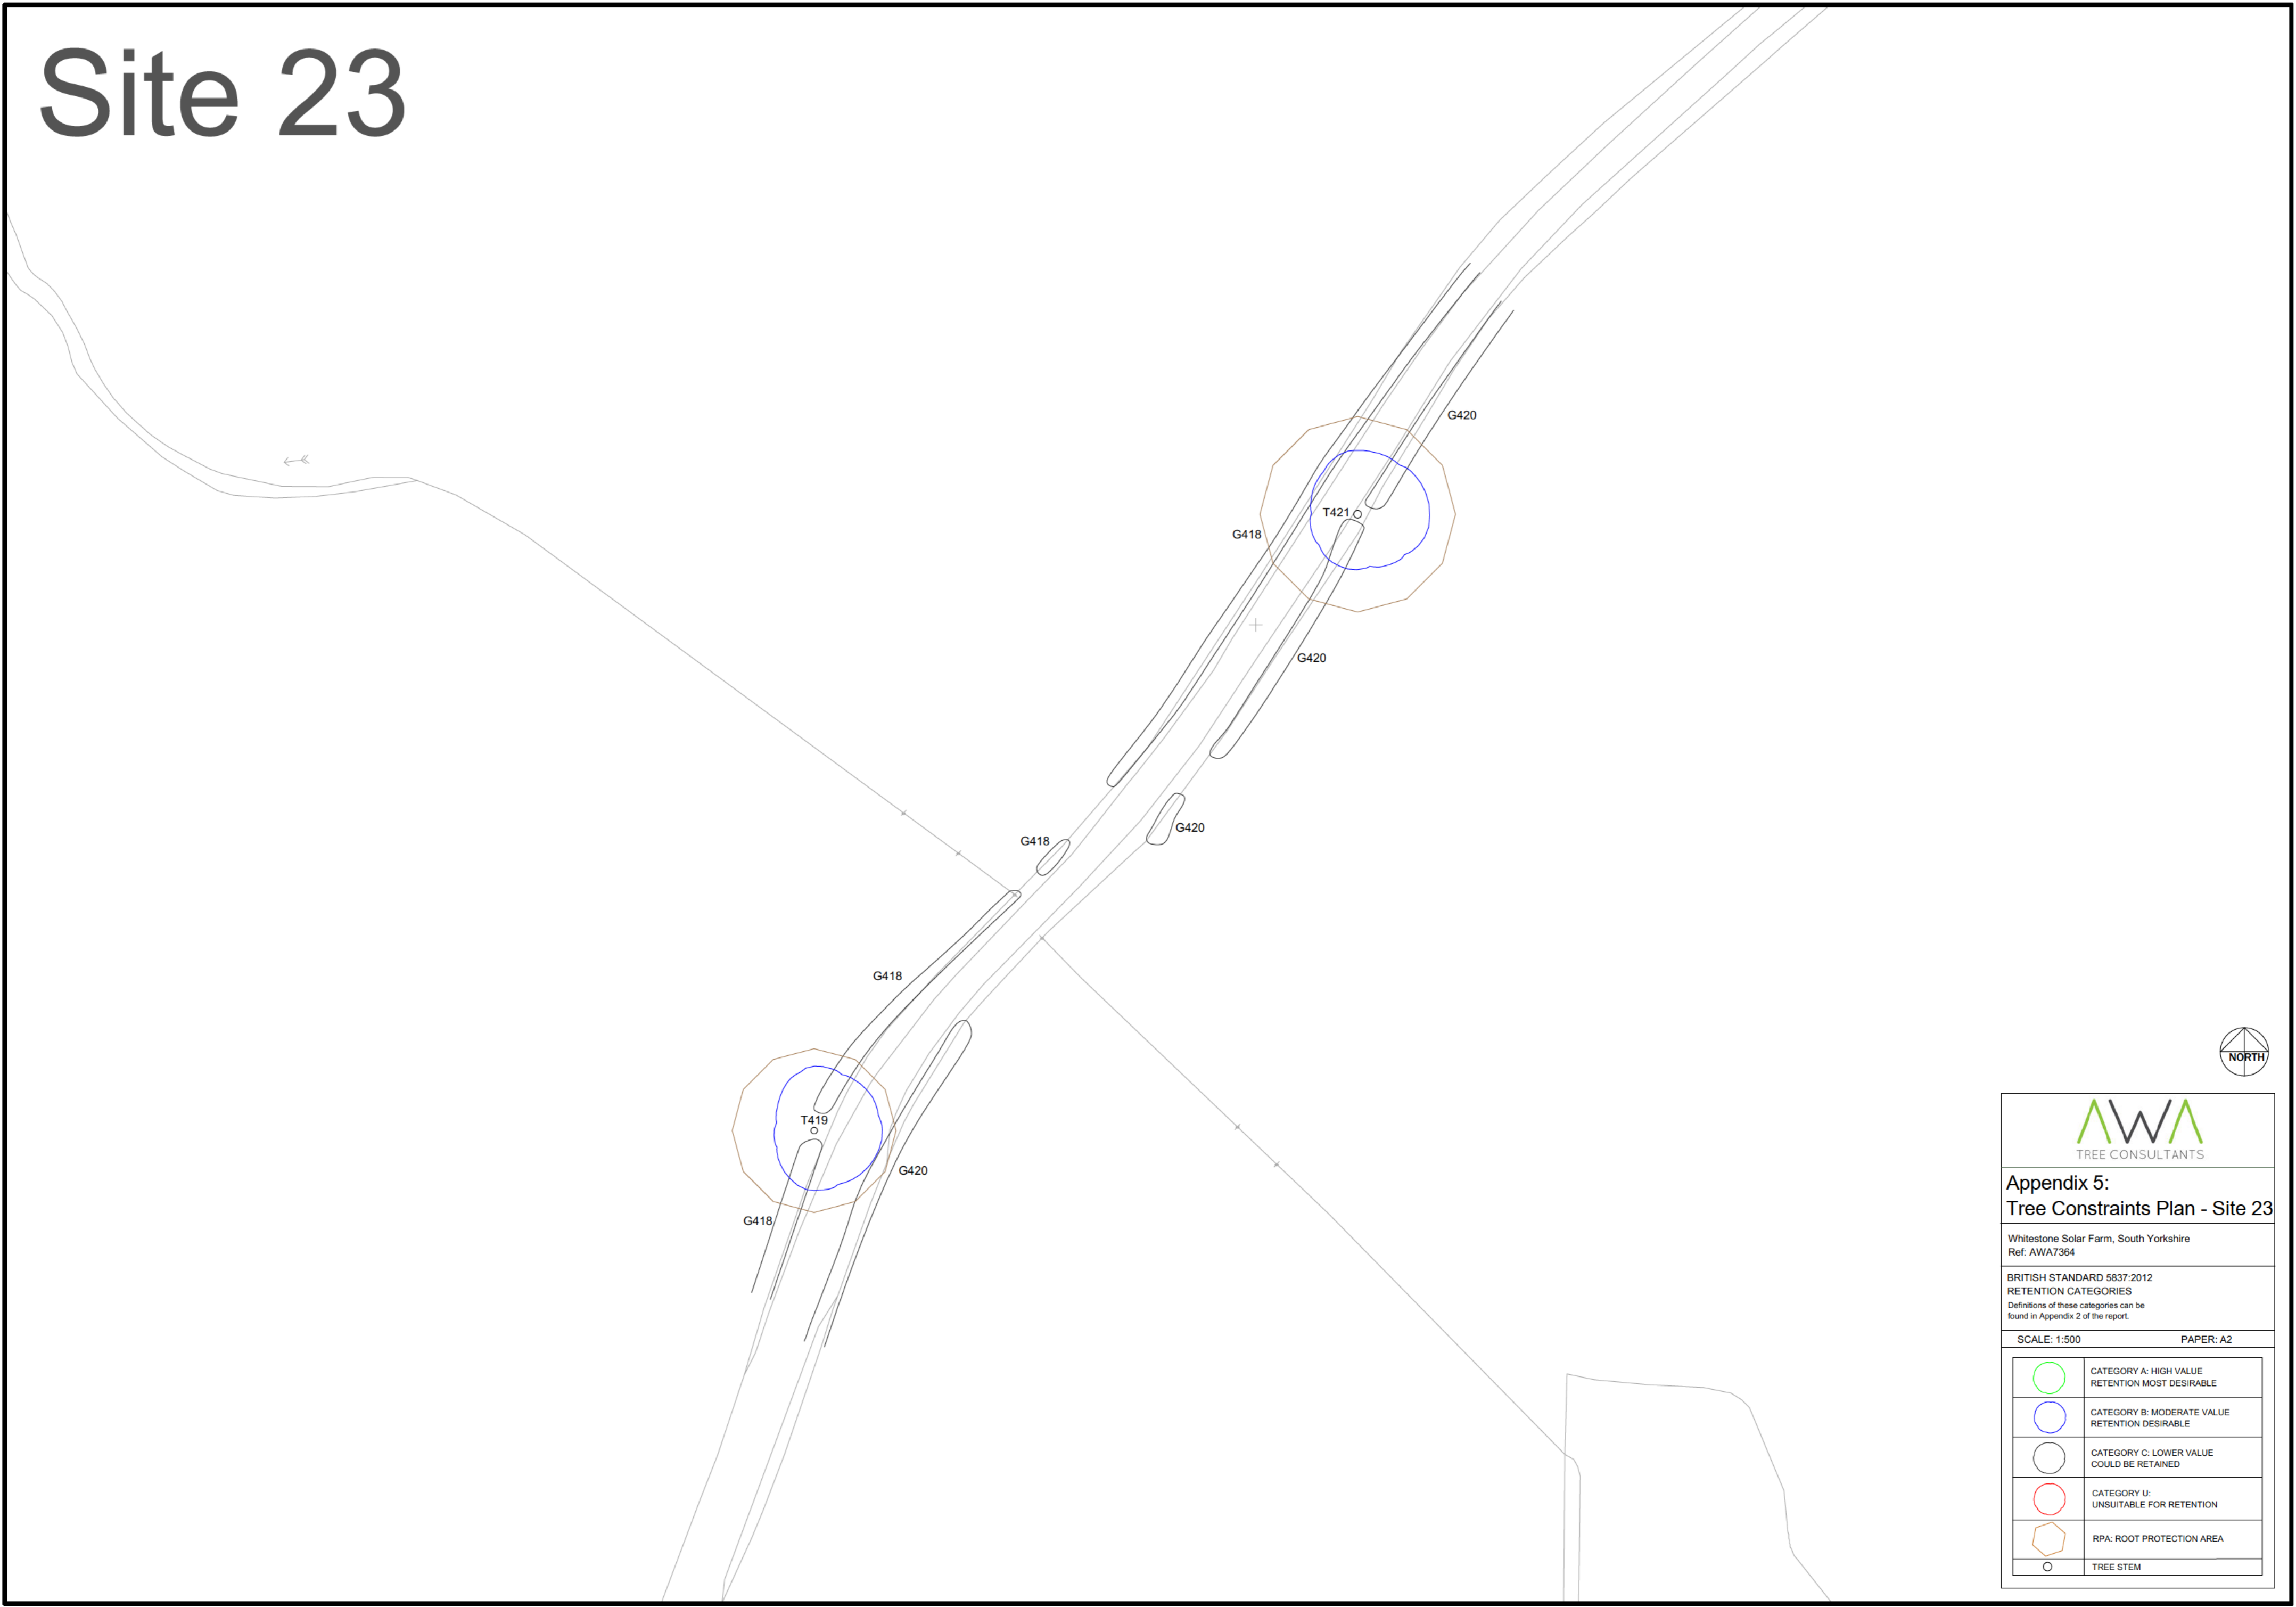 Site 23
G420
T421
G418
G420
G420
G418
G418
T419
G420
G418
NORTH
AWA
TREE CONSULTANTS
Appendix 5:
Tree Constraints Plan - Site 23
Whitestone Solar Farm, South Yorkshire
Ref: AWA7364
BRITISH STANDARD 5837:2012
RETENTION CATEGORIES
Definitions of these categories can be
found in Appendix 2 of the report.
SCALE: 1:500 PAPER: A2
CATEGORY A: HIGH VALUE
RETENTION MOST DESIRABLE
CATEGORY B: MODERATE VALUE
RETENTION DESIRABLE
CATEGORY C: LOWER VALUE
COULD BE RETAINED
CATEGORY U:
UNSUITABLE FOR RETENTION
RPA: ROOT PROTECTION AREA
TREE STEM